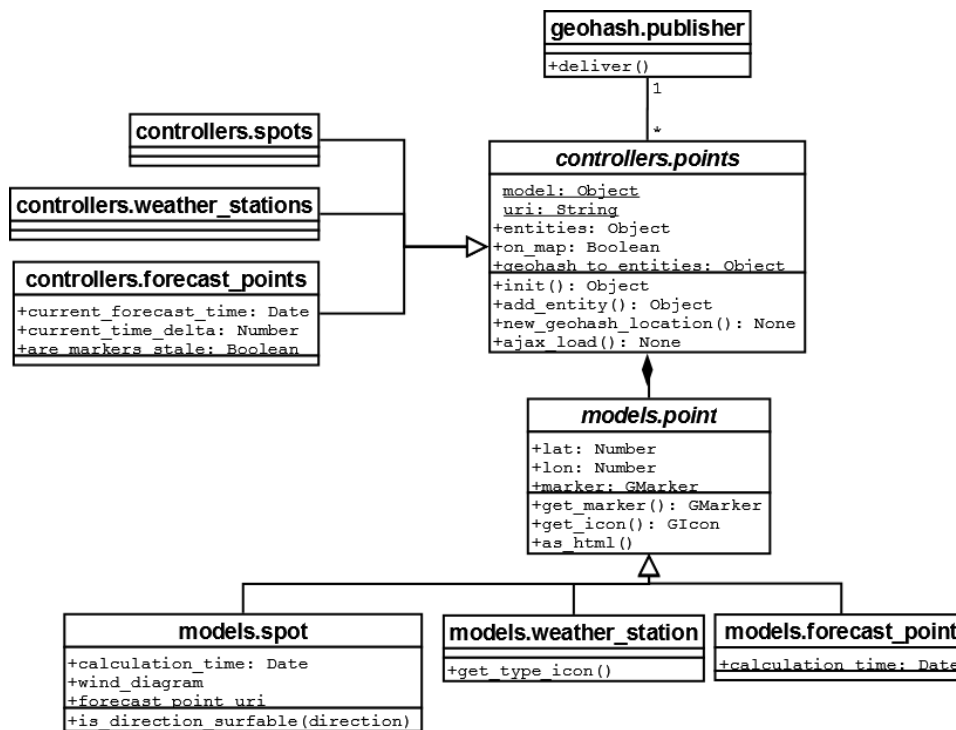 geohash.publisher
+deliver()
1
*
controllers.spots
controllers.weather_stations
controllers.forecast_points
+current_forecast_time: Date
+current_time_delta: Number
+are_markers_stale: Boolean
controllers.points
model: Object
uri: String
+entities: Object
+on_map: Boolean
+geohash_to_entities: Object
+init(): Object
+add_entity(): Object
+new_geohash_location(): None
+ajax_load(): None
models.point
+lat: Number
+lon: Number
+marker: GMarker
+get_marker(): GMarker
+get_icon(): GIcon
+as_html()
models.spot
+calculation_time: Date
+wind_diagram
+forecast_point_uri
+is_direction_surfable(direction)
models.weather_station
+get_type_icon()
models.forecast_point
+calculation_time: Date